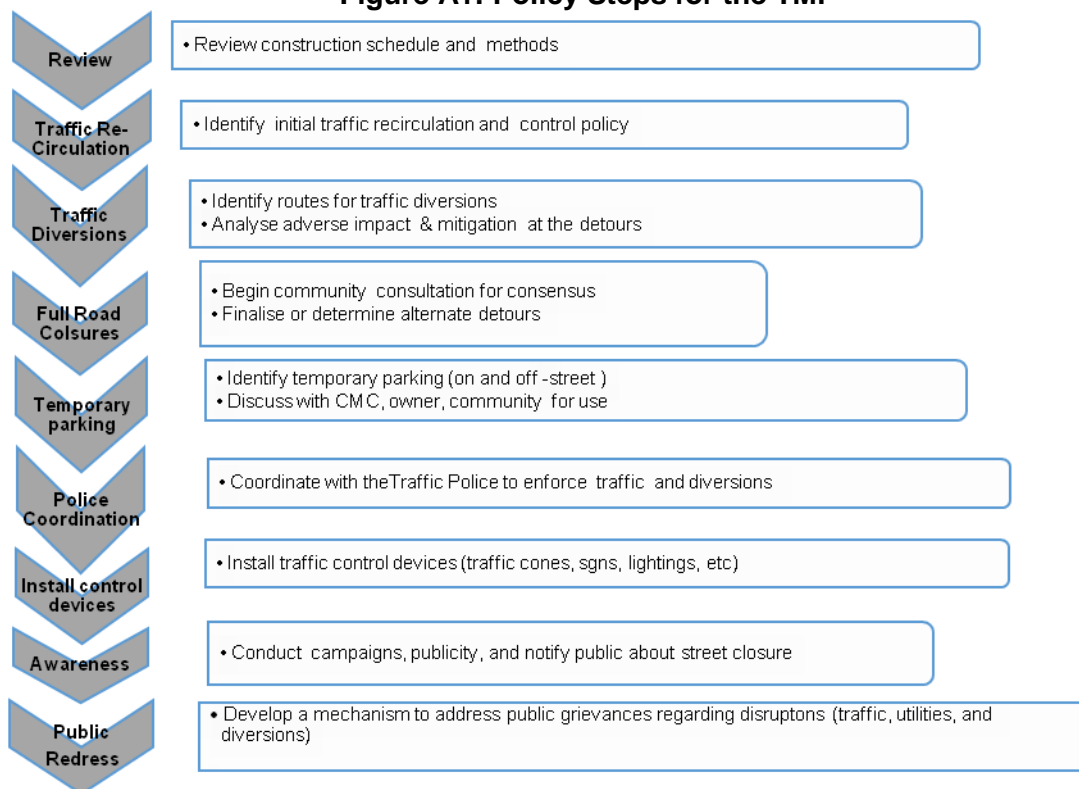 Figure A1: Policy Steps for the TMP
Review
• Review construction schedule and methods
Traffic Re-
Circulation
• Identify initial traffic recirculation and control policy
Traffic
Diversions
• Identify routes for traffic diversions
• Analyse adverse impact & mitigation at the detours
Full Road
Colsures
• Begin community consultation for consensus
• Finalise or determine alternate detours
Temporary
parking
• Identify temporary parking (on and off -street )
• Discuss with CMC, owner, community for use
Police
Coordination
• Coordinate with theTraffic Police to enforce traffic and diversions
Install control
devices
• Install traffic control devices (traffic cones, sgns, lightings, etc)
Awareness
• Conduct campaigns, publicity, and notify public about street closure
Public
Redress
• Develop a mechanism to address public grievances regarding disruptons (traffic, utilities, and
diversions)